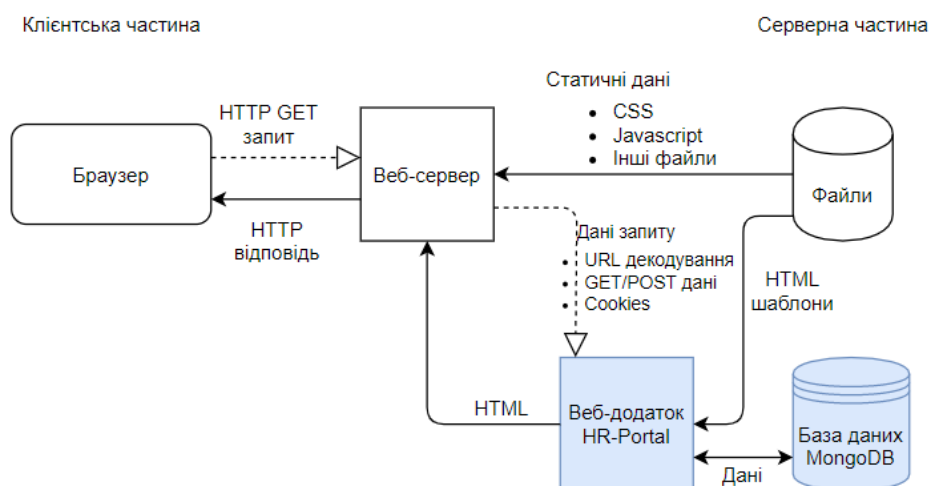 Клієнтська частина
Серверна частина
Статичні дані
• CSS
• Javascript
• Інші файли
HTTP GET
запит
Браузер
Веб-сервер
Файли
HTTP
відповідь
Дані запиту
• URL декодування
• GET/POST дані
• Cookies
HTML
шаблони
HTML
Веб-додаток
HR-Portal
База даних
MongoDB
Дані